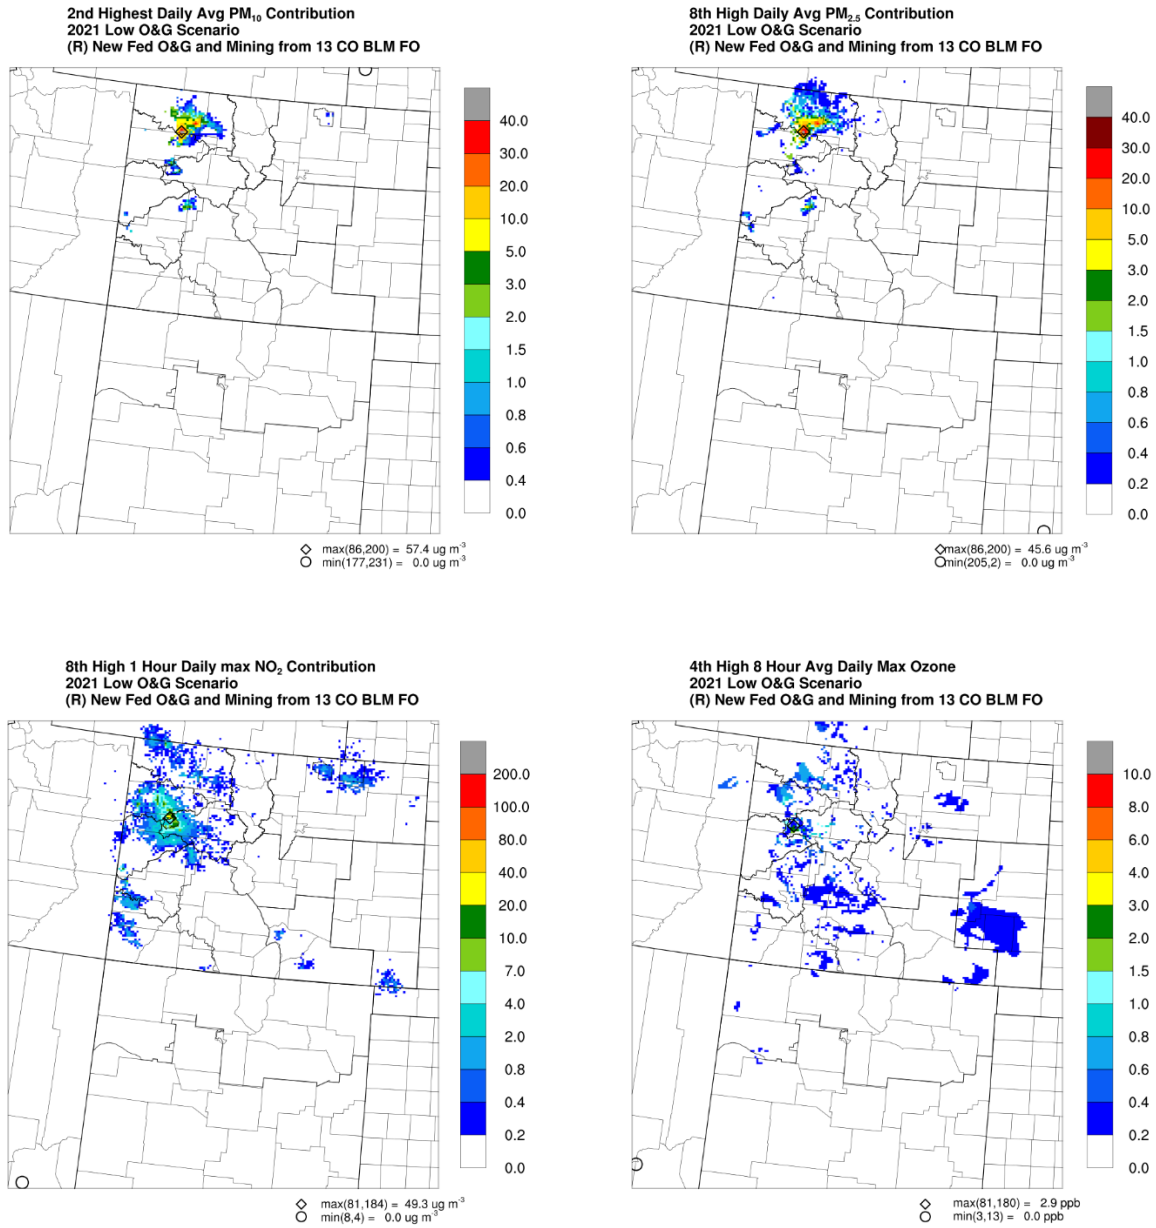 2nd Highest Daily Avg PM₁₀ Contribution
2021 Low O&G Scenario
(R) New Fed O&G and Mining from 13 CO BLM FO
40.0
30.0
20.0
10.0
5.0
3.0
2.0
1.5
1.0
0.8
0.6
0.4
0.0
max(86,200) = 57.4 ug m⁻³
min(177,231) = 0.0 ug m⁻³
8th High Daily Avg PM₂.₅ Contribution
2021 Low O&G Scenario
(R) New Fed O&G and Mining from 13 CO BLM FO
40.0
30.0
20.0
10.0
5.0
3.0
2.0
1.5
1.0
0.8
0.6
0.4
0.2
0.0
max(86,200) = 45.6 ug m⁻³
min(205,2) = 0.0 ug m⁻³
8th High 1 Hour Daily max NO₂ Contribution
2021 Low O&G Scenario
(R) New Fed O&G and Mining from 13 CO BLM FO
200.0
100.0
80.0
40.0
20.0
10.0
7.0
4.0
2.0
0.8
0.4
0.2
0.0
max(81,184) = 49.3 ug m⁻³
min(8,4) = 0.0 ug m⁻³
4th High 8 Hour Avg Daily Max Ozone
2021 Low O&G Scenario
(R) New Fed O&G and Mining from 13 CO BLM FO
10.0
8.0
6.0
4.0
3.0
2.0
1.5
1.0
0.8
0.6
0.4
0.2
0.0
max(81,180) = 2.9 ppb
min(3,13) = 0.0 ppb